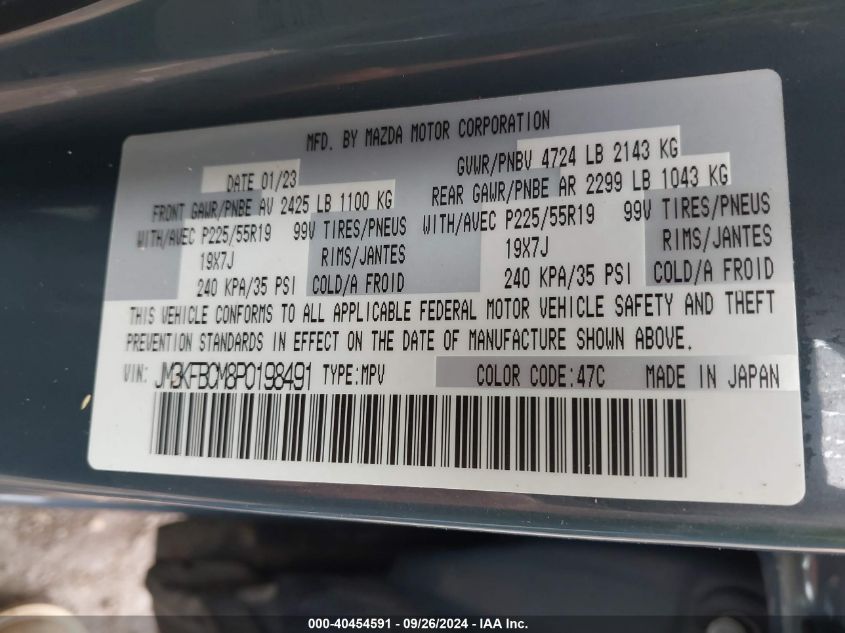 MFD. BY MAZDA MOTOR CORPORATION
DATE 01/23 GVWR/PNBV 4724 LB 2143 KG
FRONT GAWR/PNBE AV 2425 LB 1100 KG REAR GAWR/PNBE AR 2299 LB 1043 KG
WITH/AVEC P225/55R19 99V TIRES/PNEUS WITH/AVEC P225/55R19 99V TIRES/PNEUS
19X7J RIMS/JANTES 19X7J RIMS/JANTES
240 KPA/35 PSI COLD/A FROID 240 KPA/35 PSI COLD/A FROID
THIS VEHICLE CONFORMS TO ALL APPLICABLE FEDERAL MOTOR VEHICLE SAFETY AND THEFT
PREVENTION STANDARDS IN EFFECT ON THE DATE OF MANUFACTURE SHOWN ABOVE.
VIN: JM3KFBCM8P0198491 TYPE:MPV COLOR CODE:47C MADE IN JAPAN
000-40454591 - 09/26/2024 - IAA Inc.